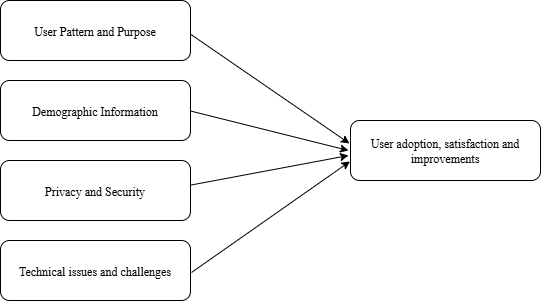 User Pattern and Purpose
Demographic Information
User adoption, satisfaction and
improvements
Privacy and Security
Technical issues and challenges